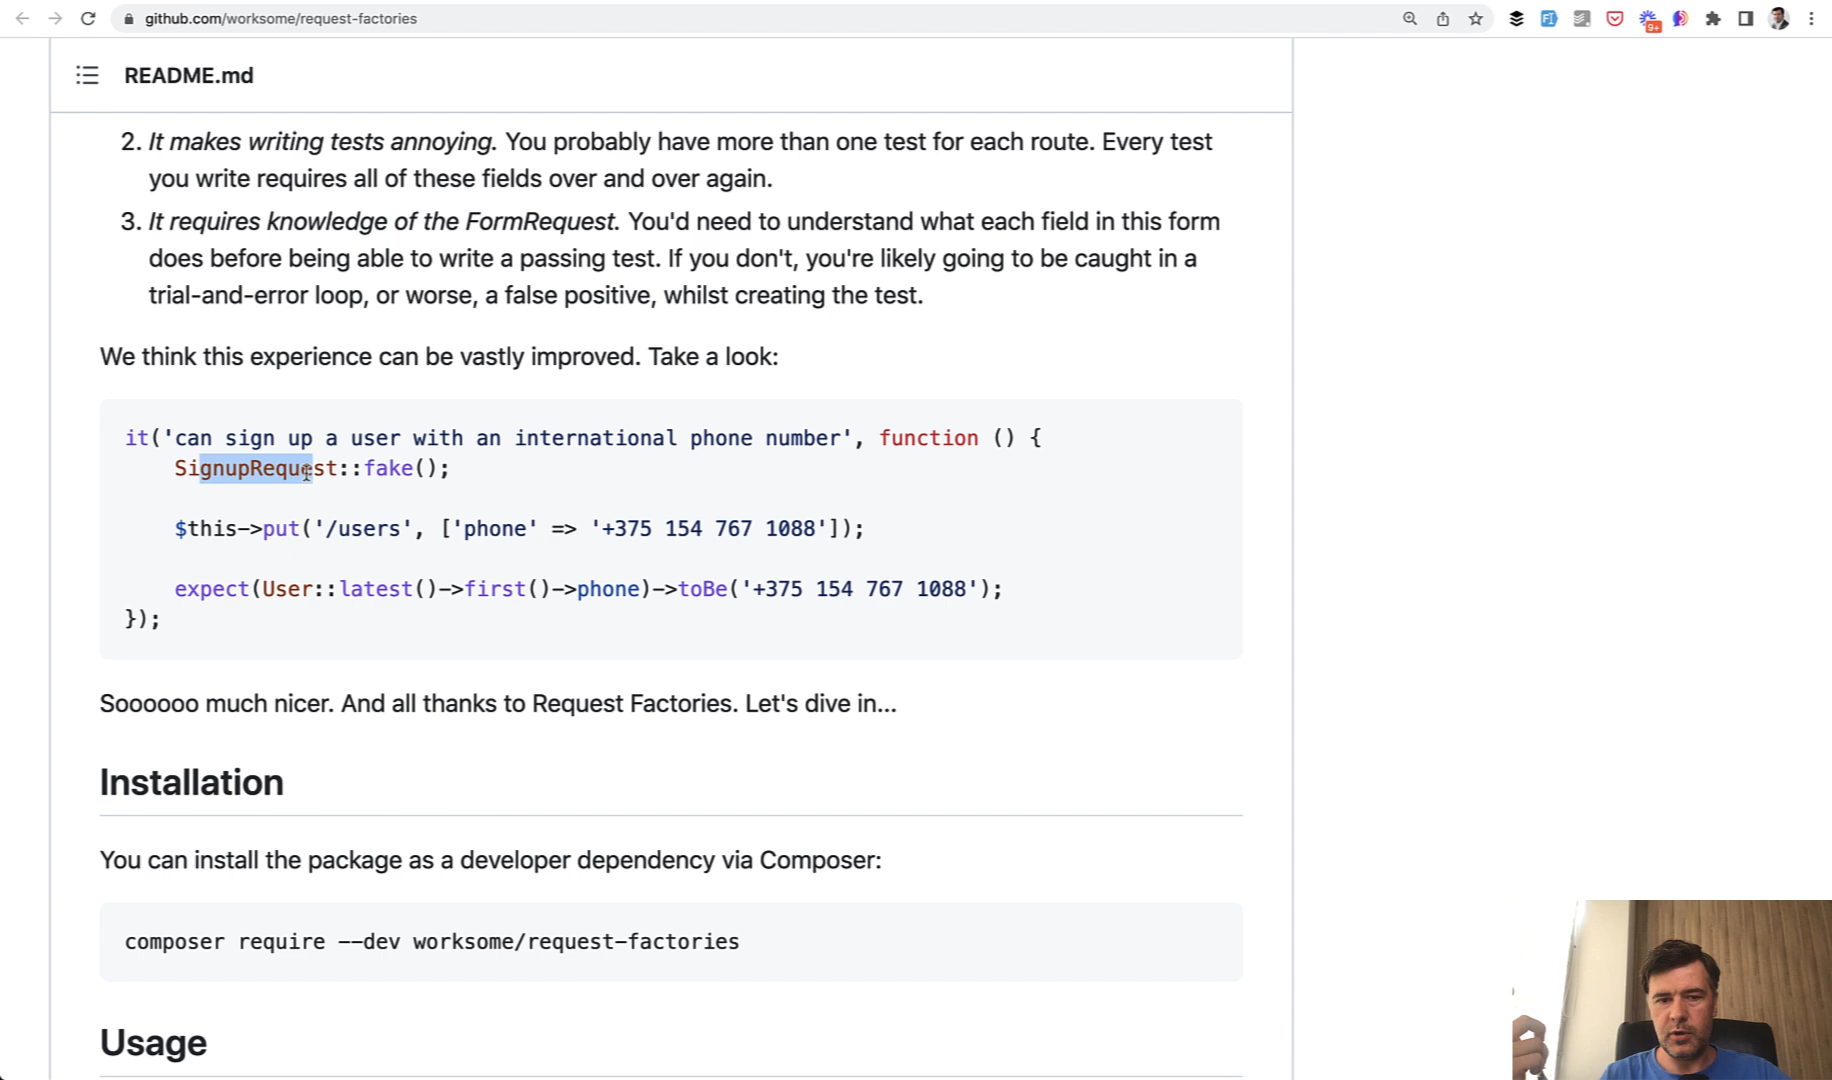 github.com/worksome/request-factories
9+
README.md
2. It makes writing tests annoying. You probably have more than one test for each route. Every test
you write requires all of these fields over and over again.
3. It requires knowledge of the FormRequest. You'd need to understand what each field in this form
does before being able to write a passing test. If you don't, you're likely going to be caught in a
trial-and-error loop, or worse, a false positive, whilst creating the test.
We think this experience can be vastly improved. Take a look:
it('can sign up a user with an international phone number', function () {
SignupRequest::fake();
$this->put('/users', ['phone' => '+375 154 767 1088']);
expect(User::latest()->first()->phone)->toBe('+375 154 767 1088');
});
Soooooo much nicer. And all thanks to Request Factories. Let's dive in...
Installation
You can install the package as a developer dependency via Composer:
composer require --dev worksome/request-factories
Usage